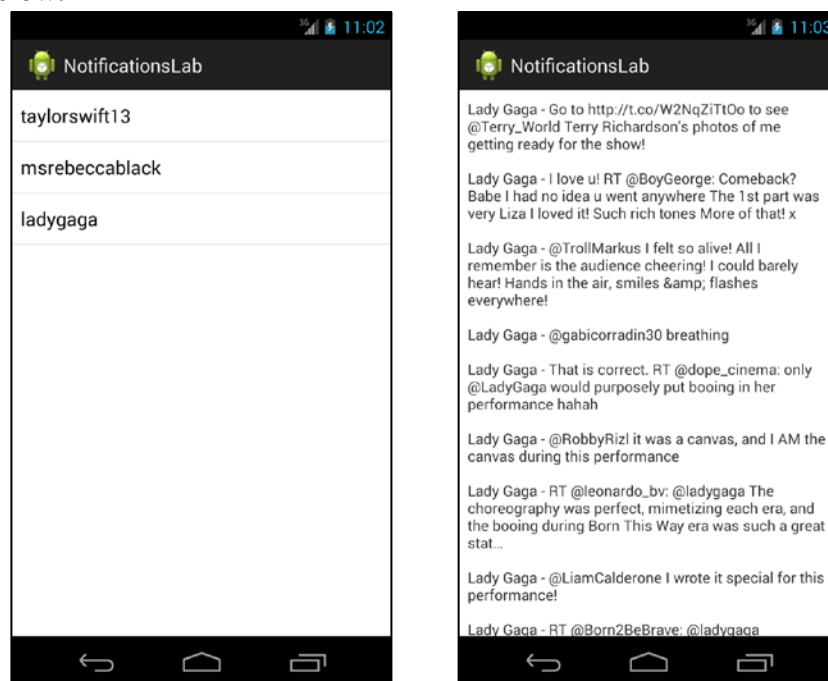 3G 11:02
NotificationsLab
taylorswift13
msrebeccablack
ladygaga
3G 11:03
NotificationsLab
Lady Gaga - Go to http://t.co/W2NqZiTtOo to see
@Terry_World Terry Richardson's photos of me
getting ready for the show!
Lady Gaga - I love u! RT @BoyGeorge: Comeback?
Babe I had no idea u went anywhere The 1st part was
very Liza I loved it! Such rich tones More of that! x
Lady Gaga - @TrollMarkus I felt so alive! All I
remember is the audience cheering! I could barely
hear! Hands in the air, smiles &amp; flashes
everywhere!
Lady Gaga - @gabicorradin30 breathing
Lady Gaga - That is correct. RT @dope_cinema: only
@LadyGaga would purposely put booing in her
performance hahah
Lady Gaga - @RobbyRizl it was a canvas, and I AM the
canvas during this performance
Lady Gaga - RT @leonardo_bv: @ladygaga The
choreography was perfect, mimetizing each era, and
the booing during Born This Way era was such a great
stat...
Lady Gaga - @LiamCalderone I wrote it special for this
performance!
Lady Gaga - RT @Born2BeBrave: @ladygaga